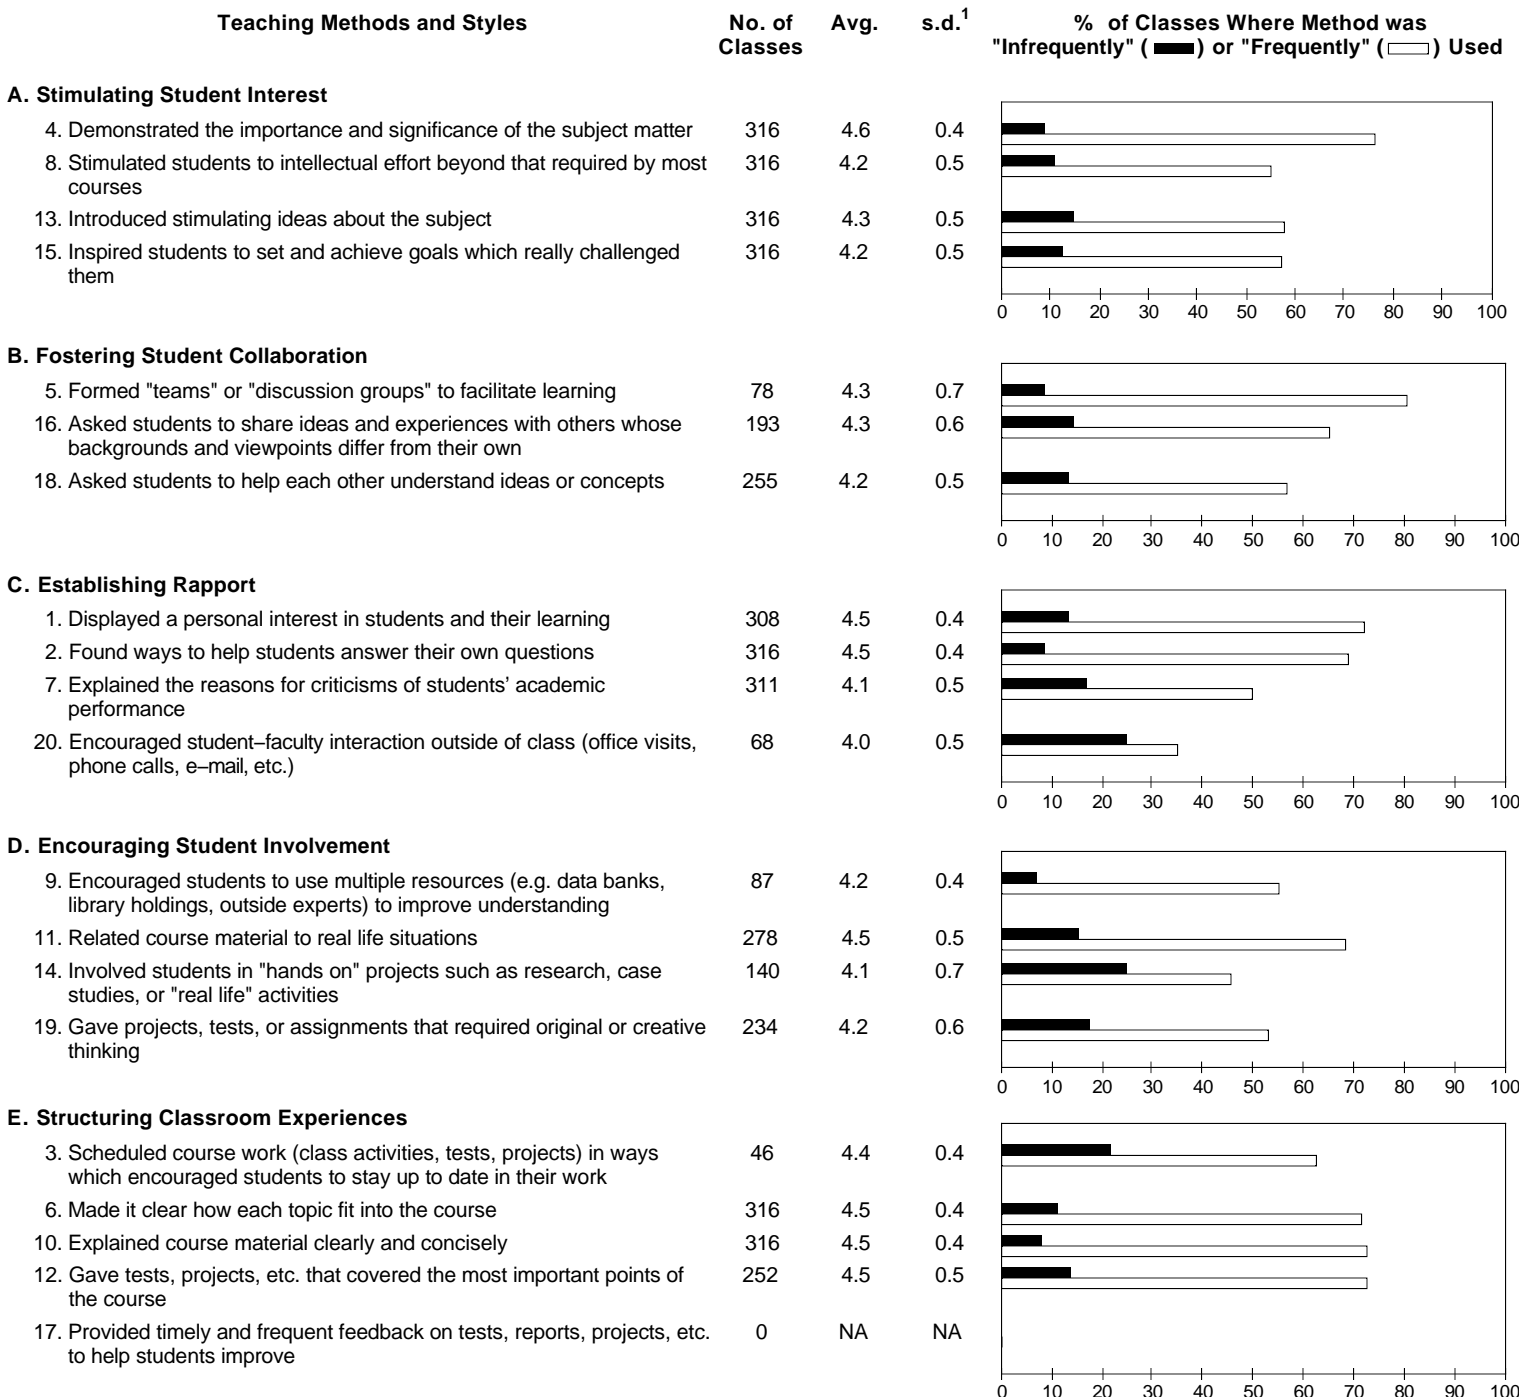 Teaching Methods and Styles No. of Avg. s.d.1 % of Classes Where Method was
Classes "Infrequently" ( ) or "Frequently" ( ) Used
A. Stimulating Student Interest
4. Demonstrated the importance and significance of the subject matter 316 4.6 0.4
8. Stimulated students to intellectual effort beyond that required by most 316 4.2 0.5
courses
13. Introduced stimulating ideas about the subject 316 4.3 0.5
15. Inspired students to set and achieve goals which really challenged 316 4.2 0.5
them
0 10 20 30 40 50 60 70 80 90 100
B. Fostering Student Collaboration
5. Formed "teams" or "discussion groups" to facilitate learning 78 4.3 0.7
16. Asked students to share ideas and experiences with others whose 193 4.3 0.6
backgrounds and viewpoints differ from their own
18. Asked students to help each other understand ideas or concepts 255 4.2 0.5
0 10 20 30 40 50 60 70 80 90 100
C. Establishing Rapport
1. Displayed a personal interest in students and their learning 308 4.5 0.4
2. Found ways to help students answer their own questions 316 4.5 0.4
7. Explained the reasons for criticisms of students’ academic 311 4.1 0.5
performance
20. Encouraged student–faculty interaction outside of class (office visits, 68 4.0 0.5
phone calls, e–mail, etc.)
0 10 20 30 40 50 60 70 80 90 100
D. Encouraging Student Involvement
9. Encouraged students to use multiple resources (e.g. data banks, 87 4.2 0.4
library holdings, outside experts) to improve understanding
11. Related course material to real life situations 278 4.5 0.5
14. Involved students in "hands on" projects such as research, case 140 4.1 0.7
studies, or "real life" activities
19. Gave projects, tests, or assignments that required original or creative 234 4.2 0.6
thinking
0 10 20 30 40 50 60 70 80 90 100
E. Structuring Classroom Experiences
3. Scheduled course work (class activities, tests, projects) in ways 46 4.4 0.4
which encouraged students to stay up to date in their work
6. Made it clear how each topic fit into the course 316 4.5 0.4
10. Explained course material clearly and concisely 316 4.5 0.4
12. Gave tests, projects, etc. that covered the most important points of 252 4.5 0.5
the course
17. Provided timely and frequent feedback on tests, reports, projects, etc. 0 NA NA
to help students improve
0 10 20 30 40 50 60 70 80 90 100